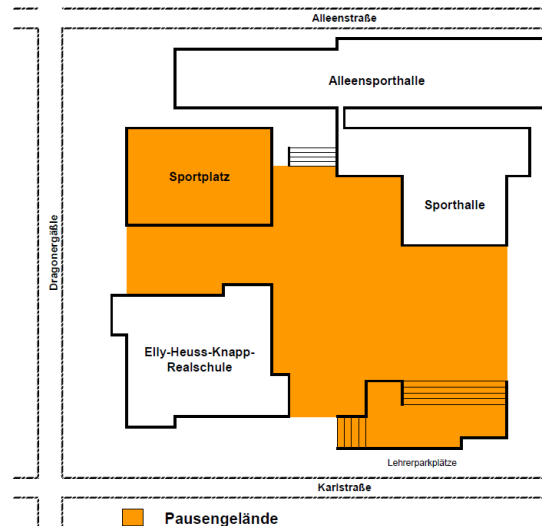 Alleenstraße
Alleensporthalle
Sportplatz
Sporthalle
Dragonergäßle
Elly-Heuss-Knapp-
Realschule
Lehrerparkplätze
Karlstraße
Pausengelände